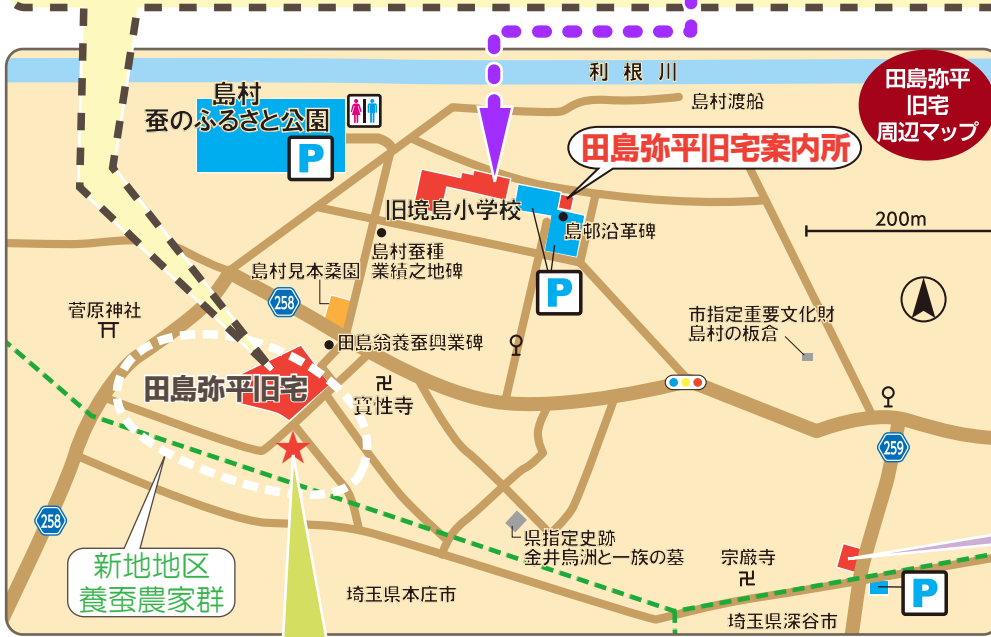 田島弥平
旧宅
周辺マップ
利根川
島村渡船
島村
蚕のふるさと公園
P
田島弥平旧宅案内所
旧境島小学校
島邨沿革碑
200m
島村蚕種
業績之地碑
島村見本桑園
258
P
菅原神社
市指定重要文化財
島村の板倉
田島翁養蚕興業碑
田島弥平旧宅
寳性寺
259
258
県指定史跡
金井烏洲と一族の墓
宗厳寺
新地地区
養蚕農家群
埼玉県本庄市
P
埼玉県深谷市